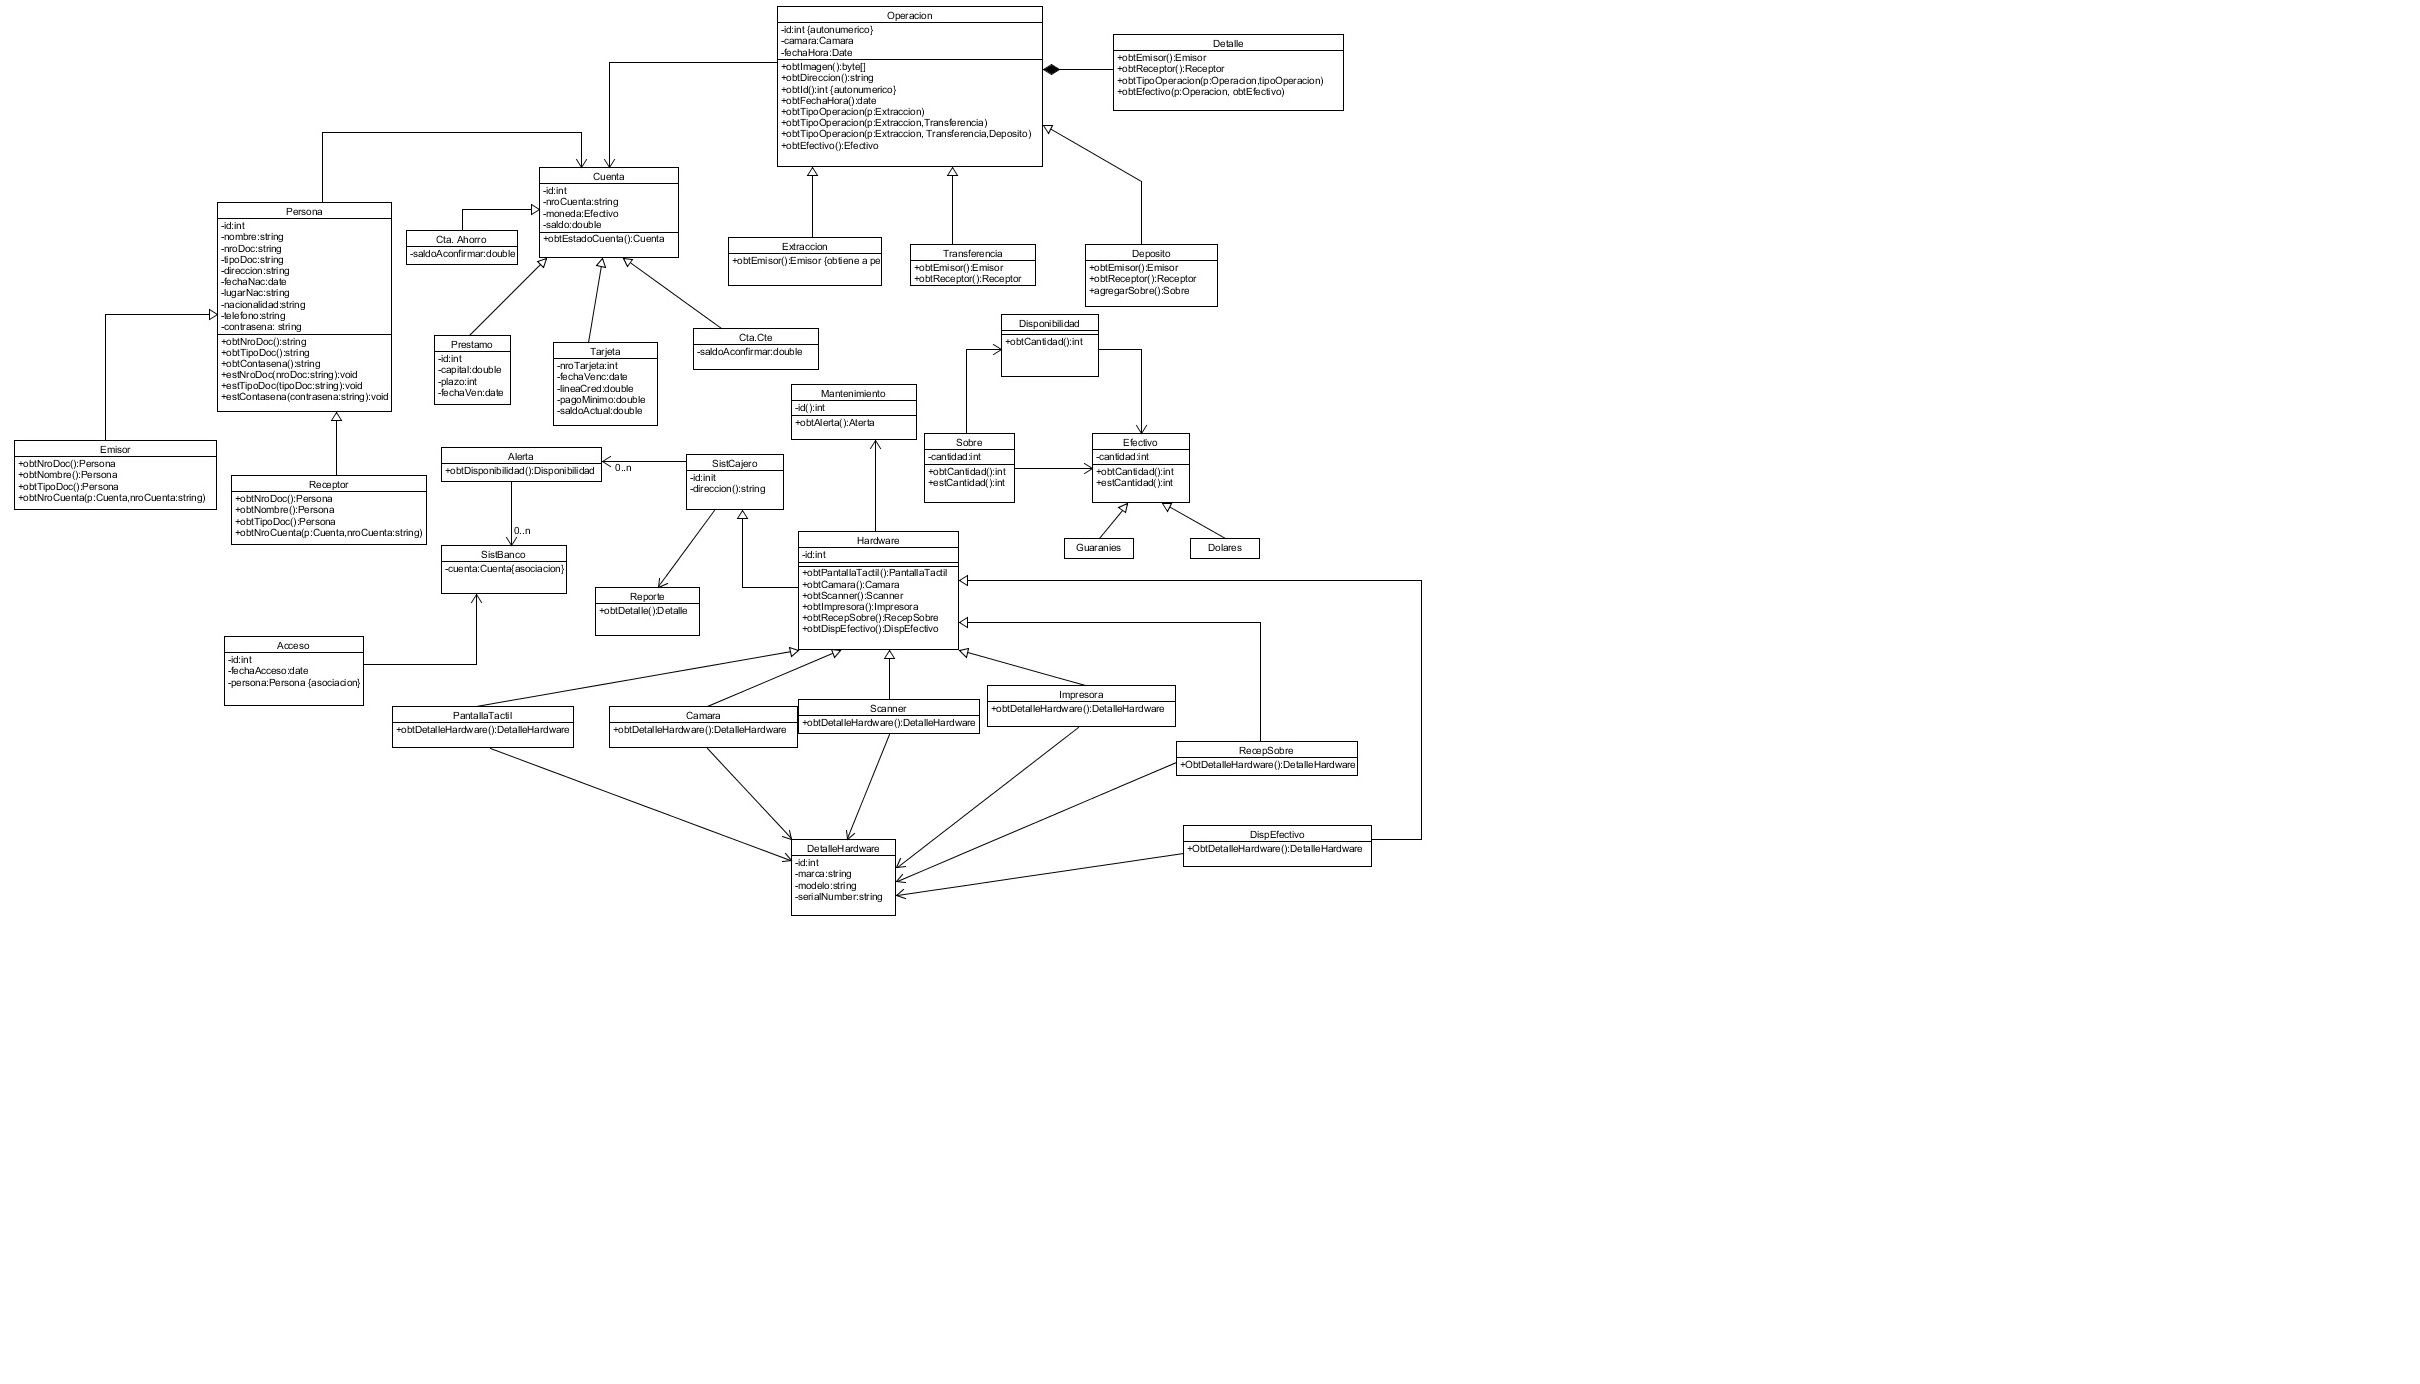 Operacion
-id:int {autonumerico}
-camara:Camara
-fechaHora:Date
+obtImagen():byte[]
+obtDireccion():string
+obtId():int {autonumerico}
+obtFechaHora():date
+obtTipoOperacion(p:Extraccion)
+obtTipoOperacion(p:Extraccion,Transferencia)
+obtTipoOperacion(p:Extraccion, Transferencia,Deposito)
+obtEfectivo():Efectivo
Detalle
+obtEmisor():Emisor
+obtReceptor():Receptor
+obtTipoOperacion(p:Operacion,tipoOperacion)
+obtEfectivo(p:Operacion, obtEfectivo)
Cuenta
-id:int
-nroCuenta:string
-moneda:Efectivo
-saldo:double
+obtEstadoCuenta():Cuenta
Persona
-id:int
-nombre:string
-nroDoc:string
-tipoDoc:string
-direccion:string
-fechaNac:date
-lugarNac:string
-nacionalidad:string
-telefono:string
-contrasena: string
+obtNroDoc():string
+obtTipoDoc():string
+obtContasena():string
+estNroDoc(nroDoc:string):void
+estTipoDoc(tipoDoc:string):void
+estContasena(contrasena:string):void
Cta. Ahorro
-saldoAconfirmar:double
Extraccion
+obtEmisor():Emisor {obtiene a pe
Transferencia
+obtEmisor():Emisor
+obtReceptor():Receptor
Deposito
+obtEmisor():Emisor
+obtReceptor():Receptor
+agregarSobre():Sobre
Disponibilidad
+obtCantidad():int
Prestamo
-id:int
-capital:double
-plazo:int
-fechaVen:date
Tarjeta
-nroTarjeta:int
-fechaVenc:date
-lineaCred:double
-pagoMinimo:double
-saldoActual:double
Cta.Cte
-saldoAconfirmar:double
Mantenimiento
-id():int
+obtAlerta():Aterta
Emisor
+obtNroDoc():Persona
+obtNombre():Persona
+obtTipoDoc():Persona
+obtNroCuenta(p:Cuenta,nroCuenta:string)
Receptor
+obtNroDoc():Persona
+obtNombre():Persona
+obtTipoDoc():Persona
+obtNroCuenta(p:Cuenta,nroCuenta:string)
Alerta
+obtDisponibilidad():Disponibilidad
0..n
SistCajero
-id:init
-direccion():string
Sobre
-cantidad:int
+obtCantidad():int
+estCantidad():int
Efectivo
-cantidad:int
+obtCantidad():int
+estCantidad():int
Guaranies
Dolares
0..n
SistBanco
-cuenta:Cuenta{asociacion}
Hardware
-id:int
+obtPantallaTactil():PantallaTactil
+obtCamara():Camara
+obtScanner():Scanner
+obtImpresora():Impresora
+obtRecepSobre():RecepSobre
+obtDispEfectivo():DispEfectivo
Reporte
+obtDetalle():Detalle
Acceso
-id:int
-fechaAcceso:date
-persona:Persona {asociacion}
PantallaTactil
+obtDetalleHardware():DetalleHardware
Camara
+obtDetalleHardware():DetalleHardware
Scanner
+obtDetalleHardware():DetalleHardware
Impresora
+obtDetalleHardware():DetalleHardware
RecepSobre
+ObtDetalleHardware():DetalleHardware
DispEfectivo
+ObtDetalleHardware():DetalleHardware
DetalleHardware
-id:int
-marca:string
-modelo:string
-serialNumber:string